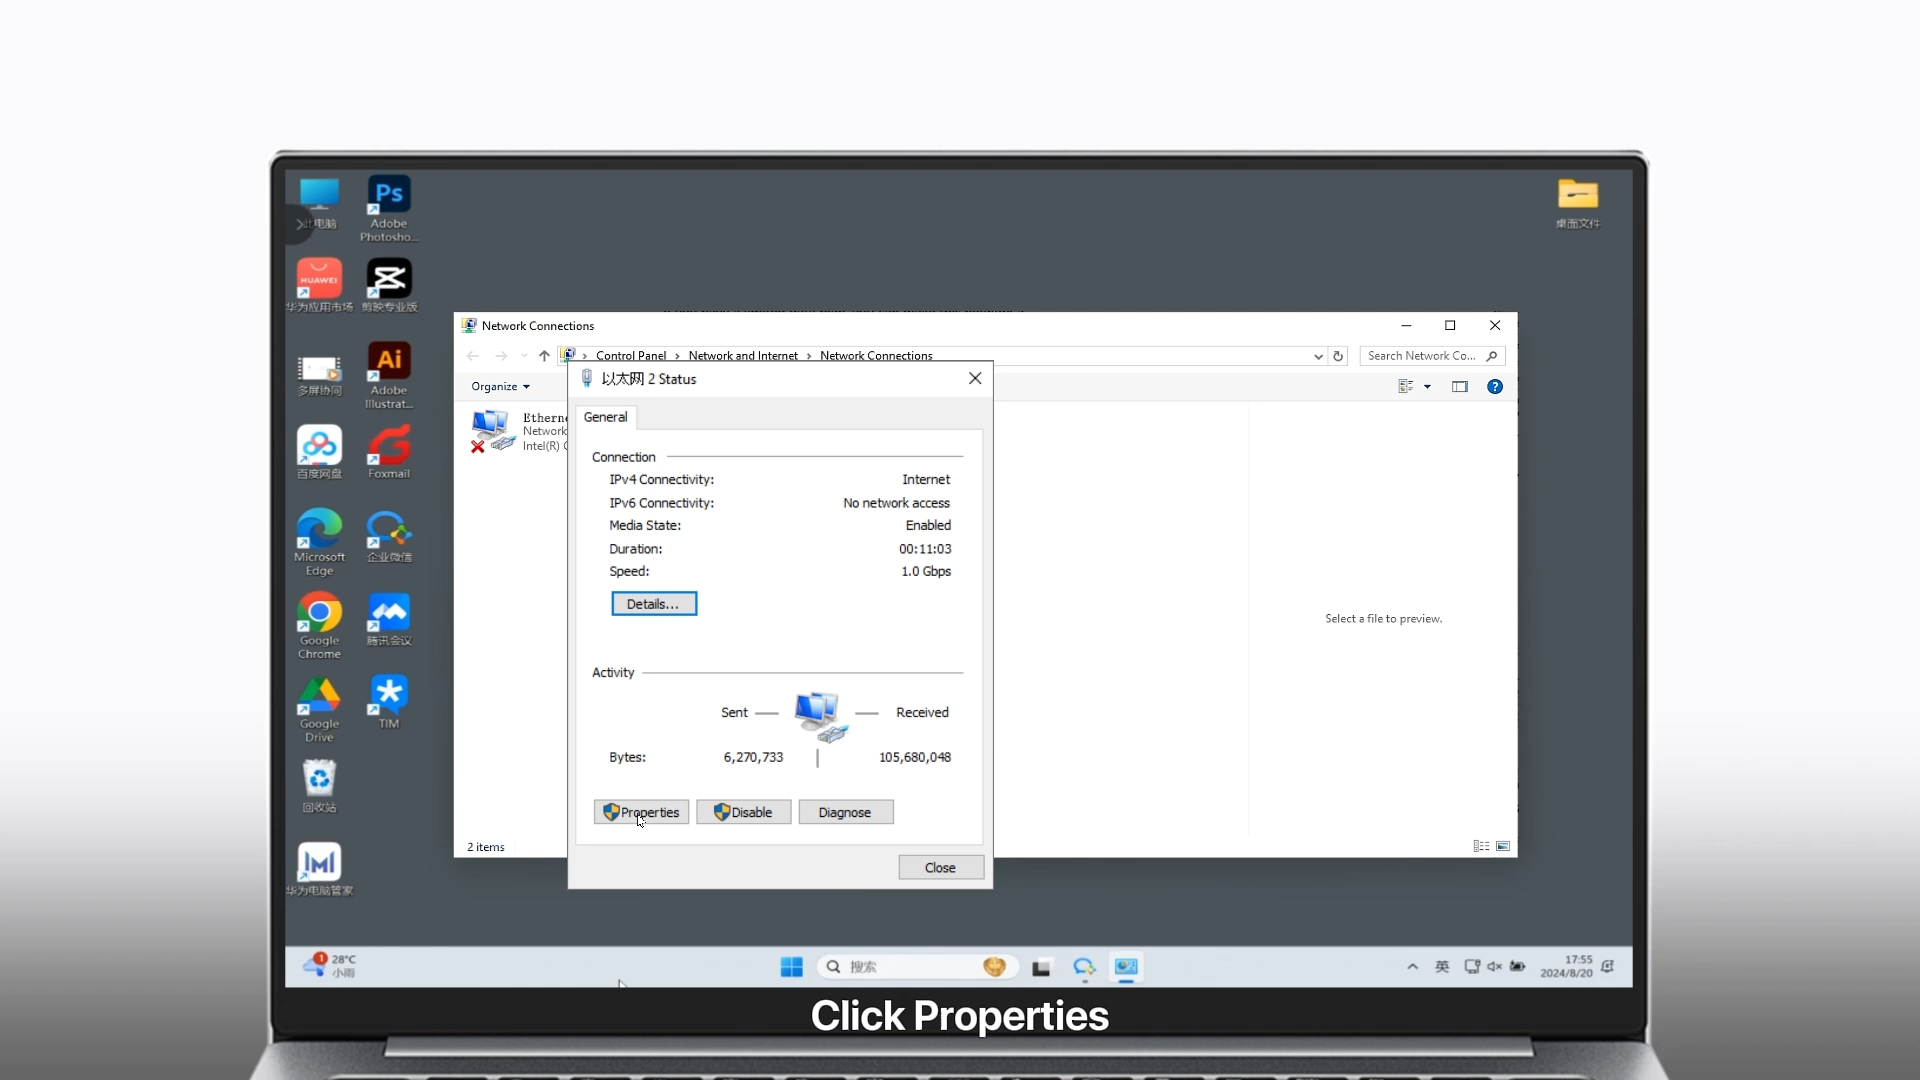 此电脑
Ps
Adobe
Photosho...
桌面文件
HUAWEI
华为应用市场
剪映专业版
Ai
多屏协同
Adobe
Illustrat...
百度网盘
Foxmail
Microsoft
Edge
企业微信
Google
Chrome
腾讯会议
Google
Drive
TIM
回收站
华为电脑管家
Network Connections
Control Panel > Network and Internet > Network Connections
Search Network Co...
Organize
Ethern
Network
Intel(R)
Select a file to preview.
2 items
以太网 2 Status
General
Connection
IPv4 Connectivity: Internet
IPv6 Connectivity: No network access
Media State: Enabled
Duration: 00:11:03
Speed: 1.0 Gbps
Details...
Activity
Sent — — Received
Bytes: 6,270,733 | 105,680,048
Properties
Disable
Diagnose
Close
1
28°C
小雨
搜索
英
17:55
2024/8/20
Click Properties